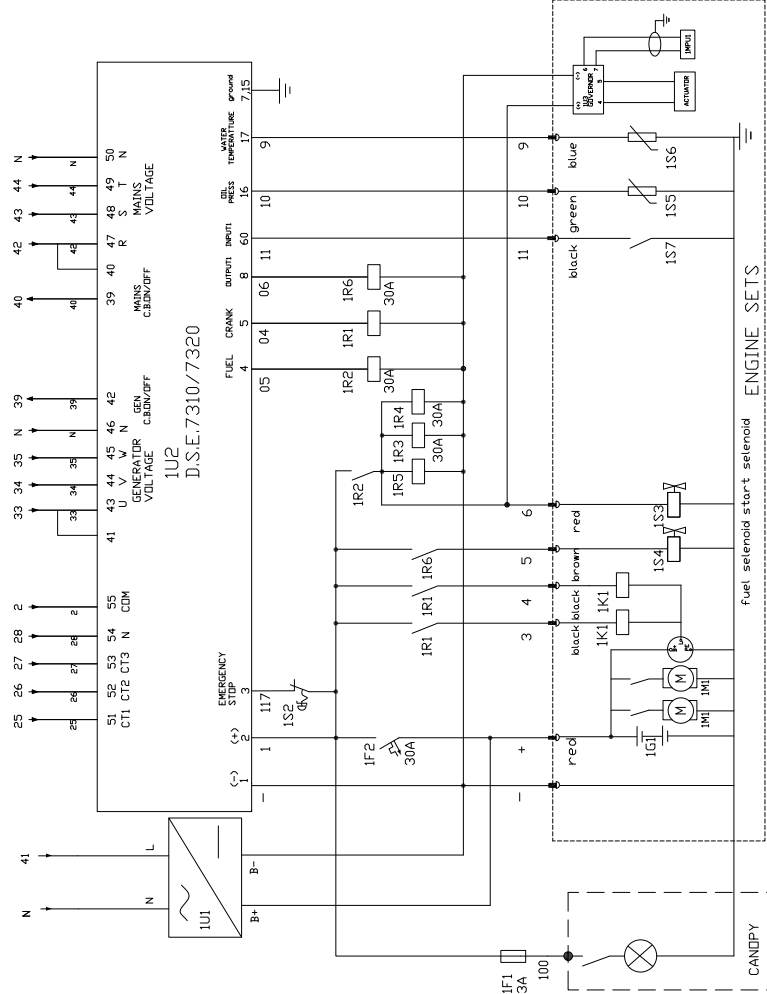 N
44
43
42
40
39
N
35
34
33
2
28
27
26
25
41
N
N
44
43
42
40
39
N
35
34
33
2
28
27
26
25
L
N
50 N
49 T
48 S
47 R
40
MAINS
VOLTAGE
39
MAINS
C.B.ON/OFF
42
GEN
C.B.ON/OFF
46 N
45 W
44 V
43 U
GENERATOR
VOLTAGE
41
55 COM
54 N
53 CT3
52 CT2
51 CT1
1U2
D.S.E.7310/7320
ground
7,15
WATER
TEMPERATTURE
17
OIL
PRESS
16
INPUT1
60
OUTPUT1
8
CRANK
5
FUEL
4
EMERGENCY
STOP
3
(+)
2
(-)
1
9
10
11
06
04
05
117
1
-
1U1
B-
B+
1R6
30A
1R1
1R2
30A
1R4
30A
1R3
30A
1R5
1R2
1S2
1F2
30A
1R6
1R1
1R1
9
10
11
6
5
4
3
+
-
blue
green
black
red
brown
black
black
red
1S6
1S5
1S7
1S3
1S4
1K1
1K1
M
1M1
M
1M1
1G1
(-)
(+)
1U3
GOVERNOR
6
7
5
4
1MPU1
ACTUATOR
ENGINE SETS
fuel selenoid start selenoid
1F1
3A
100
CANOPY